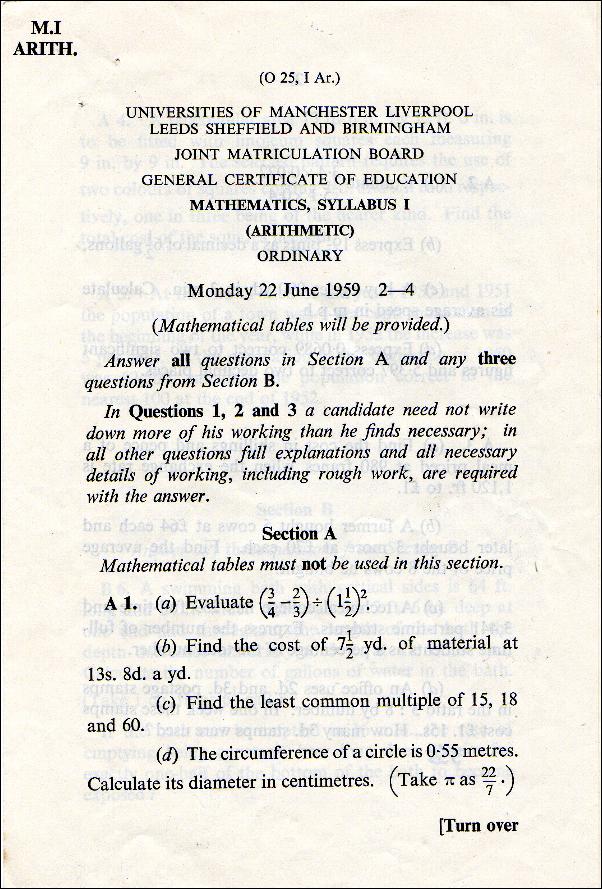 M.I
ARITH.
(O 25, I Ar.)
UNIVERSITIES OF MANCHESTER LIVERPOOL
LEEDS SHEFFIELD AND BIRMINGHAM
JOINT MATRICULATION BOARD
GENERAL CERTIFICATE OF EDUCATION
MATHEMATICS, SYLLABUS I
(ARITHMETIC)
ORDINARY
Monday 22 June 1959 2—4
(Mathematical tables will be provided.)
Answer all questions in Section A and any three
questions from Section B.
In Questions 1, 2 and 3 a candidate need not write
down more of his working than he finds necessary; in
all other questions full explanations and all necessary
details of working, including rough work, are required
with the answer.
Section A
Mathematical tables must not be used in this section.
A 1. (a) Evaluate (3/4 − 2/3) ÷ (1 1/2)²
(b) Find the cost of 7½ yd. of material at
13s. 8d. a yd.
(c) Find the least common multiple of 15, 18
and 60.
(d) The circumference of a circle is 0·55 metres.
Calculate its diameter in centimetres. (Take π as 22/7.)
[Turn over